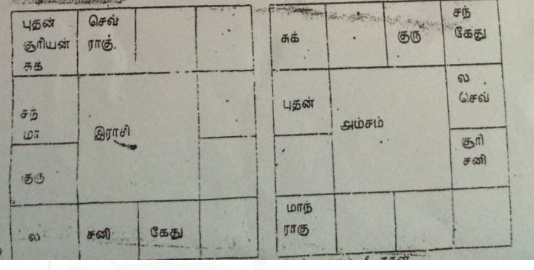 புதன்
சூரியன்
சுக்
செவ்
ராகு.
சந்
மா
இராசி
குரு
ல
சனி
கேது
சுக்
குரு
சந்
கேது
புதன்
அம்சம்
ல
செவ்
சூரி
சனி
மாந்
ராகு